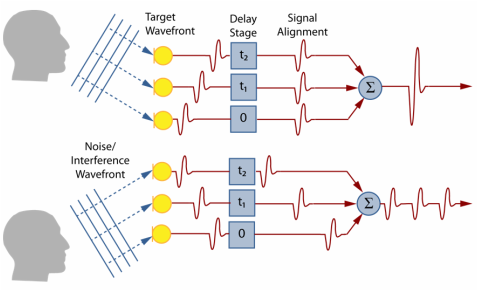 Target
Wavefront
Delay
Stage
Signal
Alignment
t2
t1
0
Σ
Noise/
Interference
Wavefront
t2
t1
0
Σ